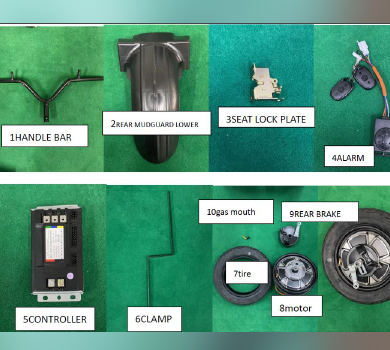 1HANDLE BAR
2REAR MUDGUARD LOWER
3SEAT LOCK PLATE
4ALARM
5CONTROLLER
6CLAMP
10gas mouth
9REAR BRAKE
7tire
8motor